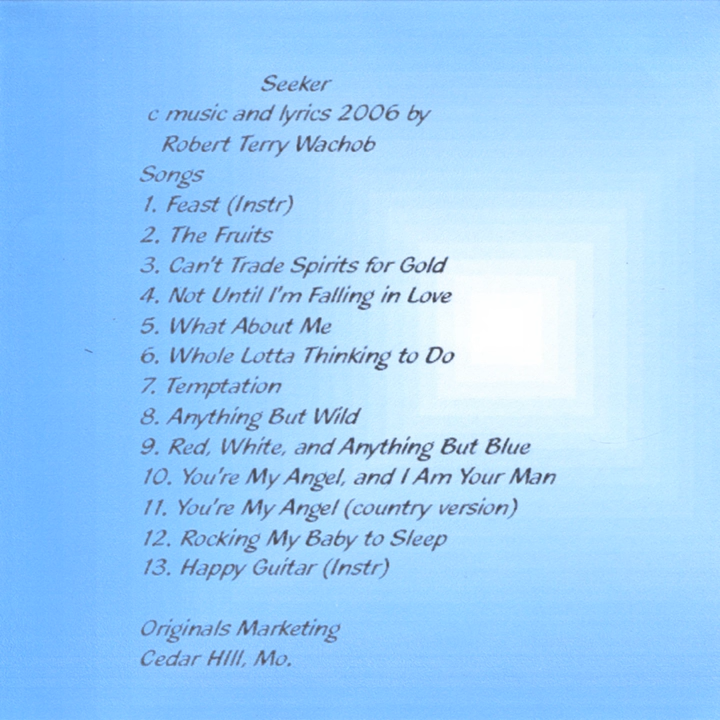 Seeker
c music and lyrics 2006 by
Robert Terry Wachob
Songs
1. Feast (Instr)
2. The Fruits
3. Can't Trade Spirits for Gold
4. Not Until I'm Falling in Love
5. What About Me
6. Whole Lotta Thinking to Do
7. Temptation
8. Anything But Wild
9. Red, White, and Anything But Blue
10. You're My Angel, and I Am Your Man
11. You're My Angel (country version)
12. Rocking My Baby to Sleep
13. Happy Guitar (Instr)
Originals Marketing
Cedar HIll, Mo.